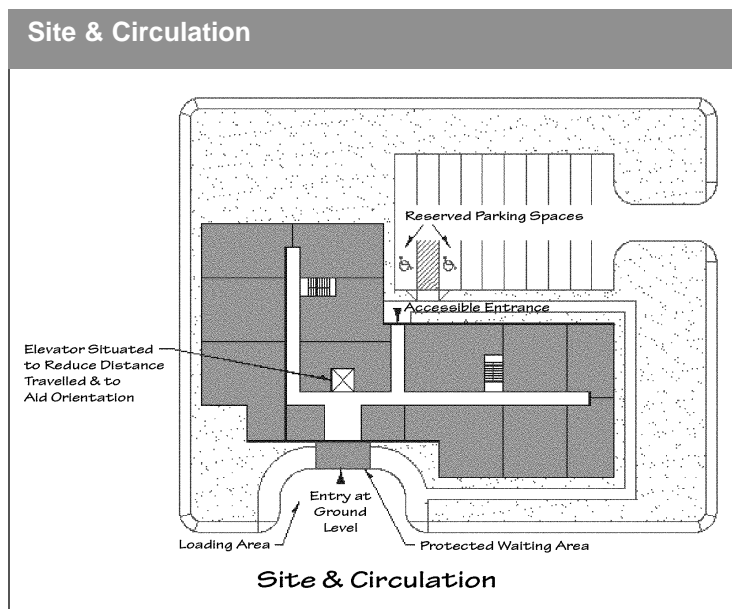 Site & Circulation
Reserved Parking Spaces
Accessible Entrance
Elevator Situated
to Reduce Distance
Travelled & to
Aid Orientation
Entry at
Ground
Level
Loading Area
Protected Waiting Area
Site & Circulation